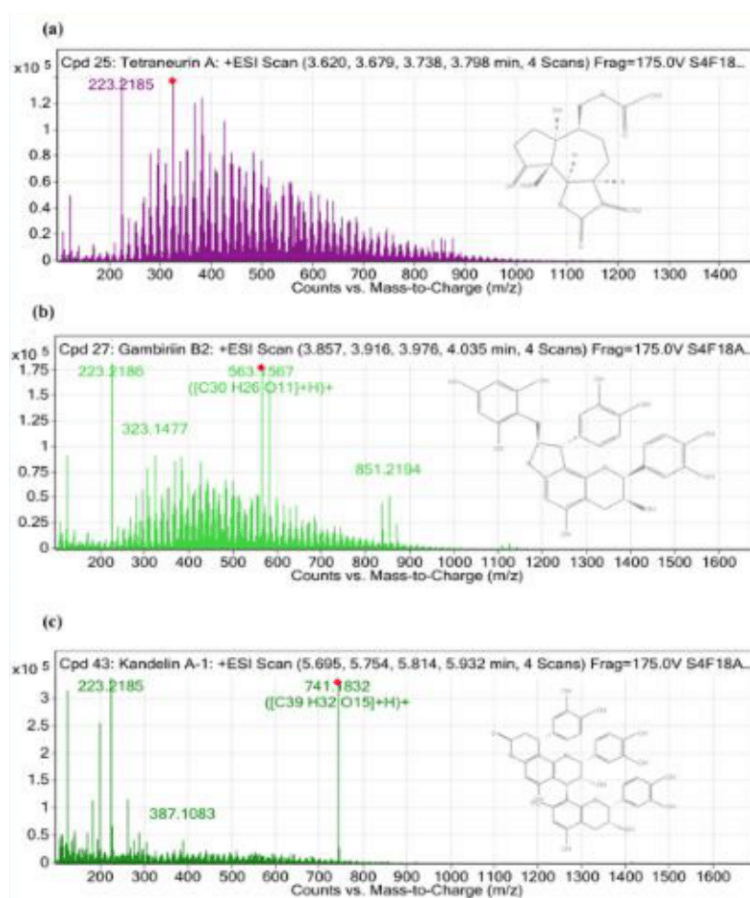 (a)
Cpd 25: Tetraneurin A: +ESI Scan (3.620, 3.679, 3.738, 3.798 min, 4 Scans) Frag=175.0V S4F18...
x10 5
223.2185
1.2
1
0.8
0.6
0.4
0.2
0
200 300 400 500 600 700 800 900 1000 1100 1200 1300 1400
Counts vs. Mass-to-Charge (m/z)
(b)
Cpd 27: Gambiriin B2: +ESI Scan (3.857, 3.916, 3.976, 4.035 min, 4 Scans) Frag=175.0V S4F18A...
x10 5
223.2186
563.1567
([C30 H26 O11]+H)+
323.1477
851.2194
1.75
1.5
1.25
1
0.75
0.5
0.25
0
200 300 400 500 600 700 800 900 1000 1100 1200 1300 1400 1500 1600
Counts vs. Mass-to-Charge (m/z)
(c)
Cpd 43: Kandelin A-1: +ESI Scan (5.695, 5.754, 5.814, 5.932 min, 4 Scans) Frag=175.0V S4F18A...
x10 5
223.2185
741.1832
([C39 H32 O15]+H)+
387.1083
3
2.5
2
1.5
1
0.5
0
200 300 400 500 600 700 800 900 1000 1100 1200 1300 1400 1500 1600
Counts vs. Mass-to-Charge (m/z)